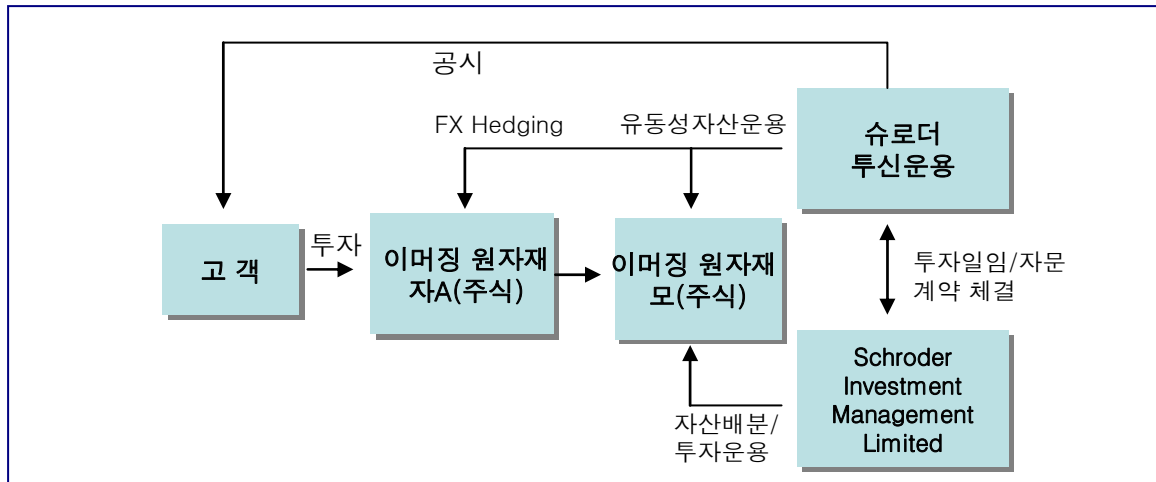 공시
FX Hedging
유동성자산운용
슈로더
투신운용
고 객
투자
이머징 원자재
자A(주식)
이머징 원자재
모(주식)
투자일임/자문
계약 체결
자산배분/
투자운용
Schroder
Investment
Management
Limited